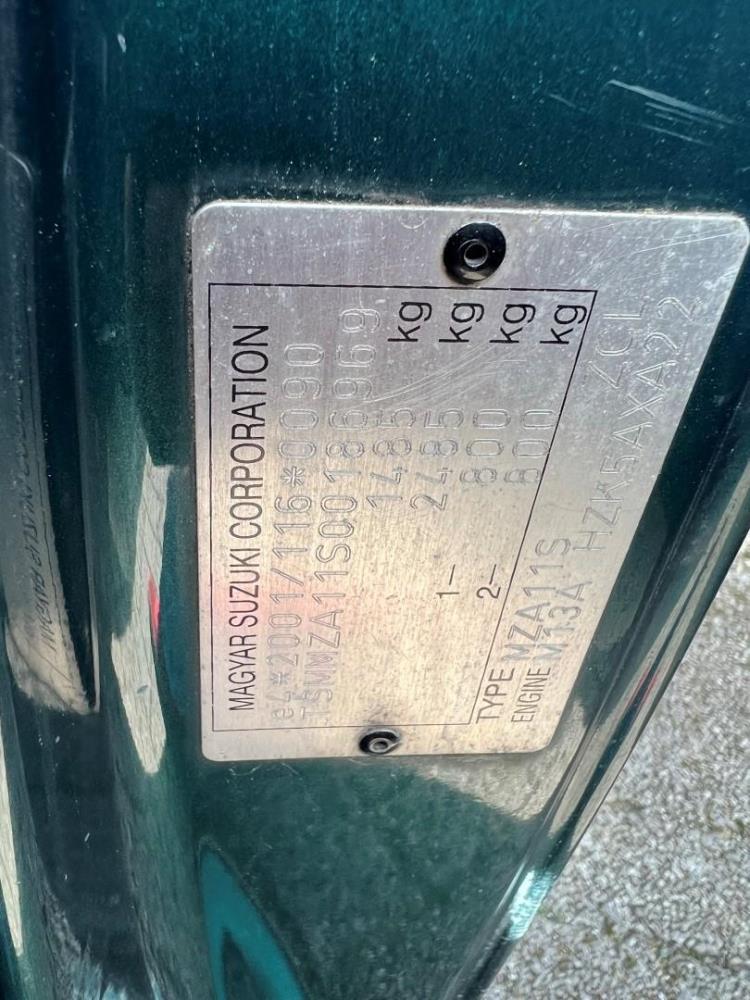 MAGYAR SUZUKI CORPORATION
e4*2001/116*0090
TSMMZA11S00186969
1485 kg
2485 kg
1– 800 kg
2– 800 kg
TYPE MZA11S ZCL
ENGINE M13A HZK5AXA22